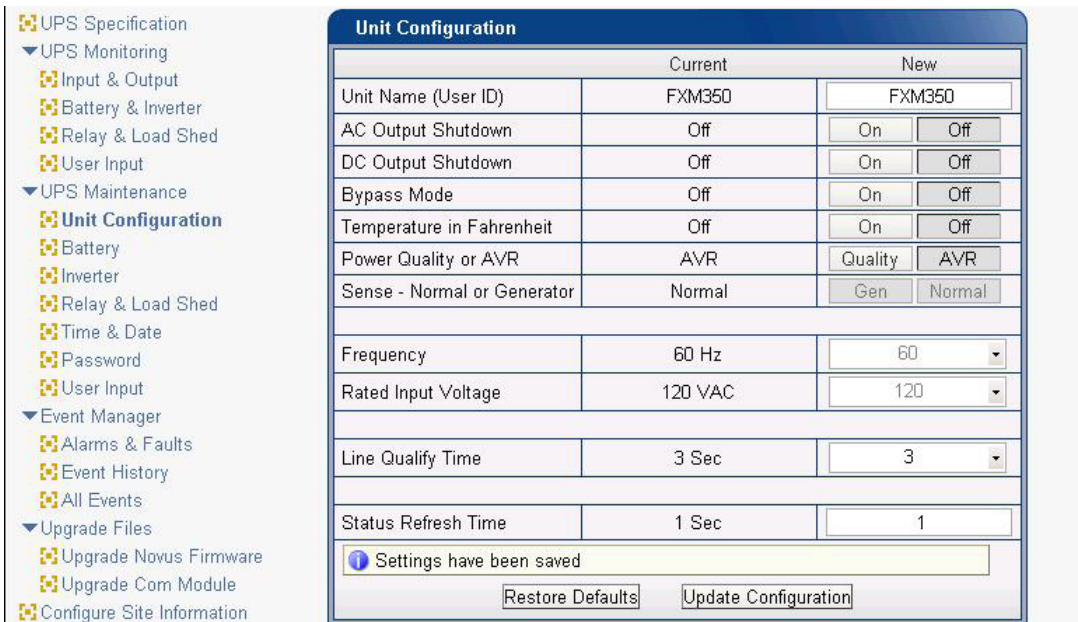 UPS Specification
UPS Monitoring
Input & Output
Battery & Inverter
Relay & Load Shed
User Input
UPS Maintenance
Unit Configuration
Battery
Inverter
Relay & Load Shed
Time & Date
Password
User Input
Event Manager
Alarms & Faults
Event History
All Events
Upgrade Files
Upgrade Novus Firmware
Upgrade Com Module
Configure Site Information
Unit Configuration
Current New
Unit Name (User ID) FXM350 FXM350
AC Output Shutdown Off On Off
DC Output Shutdown Off On Off
Bypass Mode Off On Off
Temperature in Fahrenheit Off On Off
Power Quality or AVR AVR Quality AVR
Sense - Normal or Generator Normal Gen Normal
Frequency 60 Hz 60
Rated Input Voltage 120 VAC 120
Line Qualify Time 3 Sec 3
Status Refresh Time 1 Sec 1
Settings have been saved
Restore Defaults Update Configuration